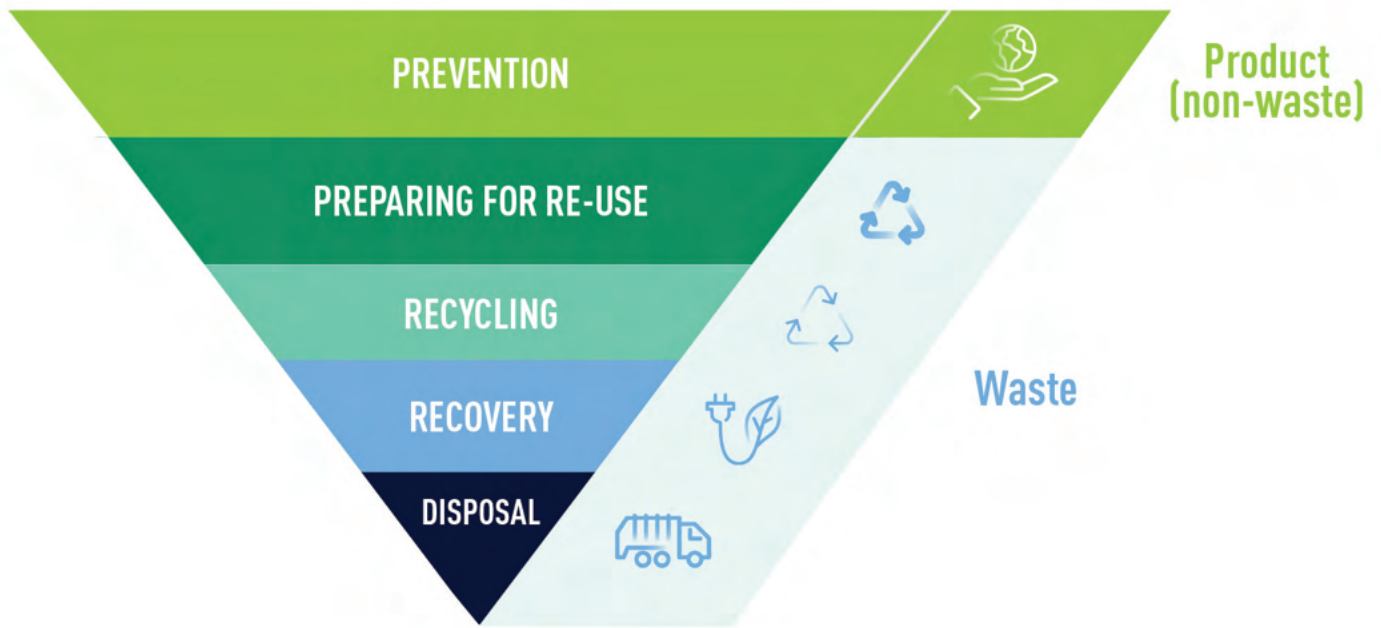 PREVENTION
Product
(non-waste)
PREPARING FOR RE-USE
RECYCLING
Waste
RECOVERY
DISPOSAL